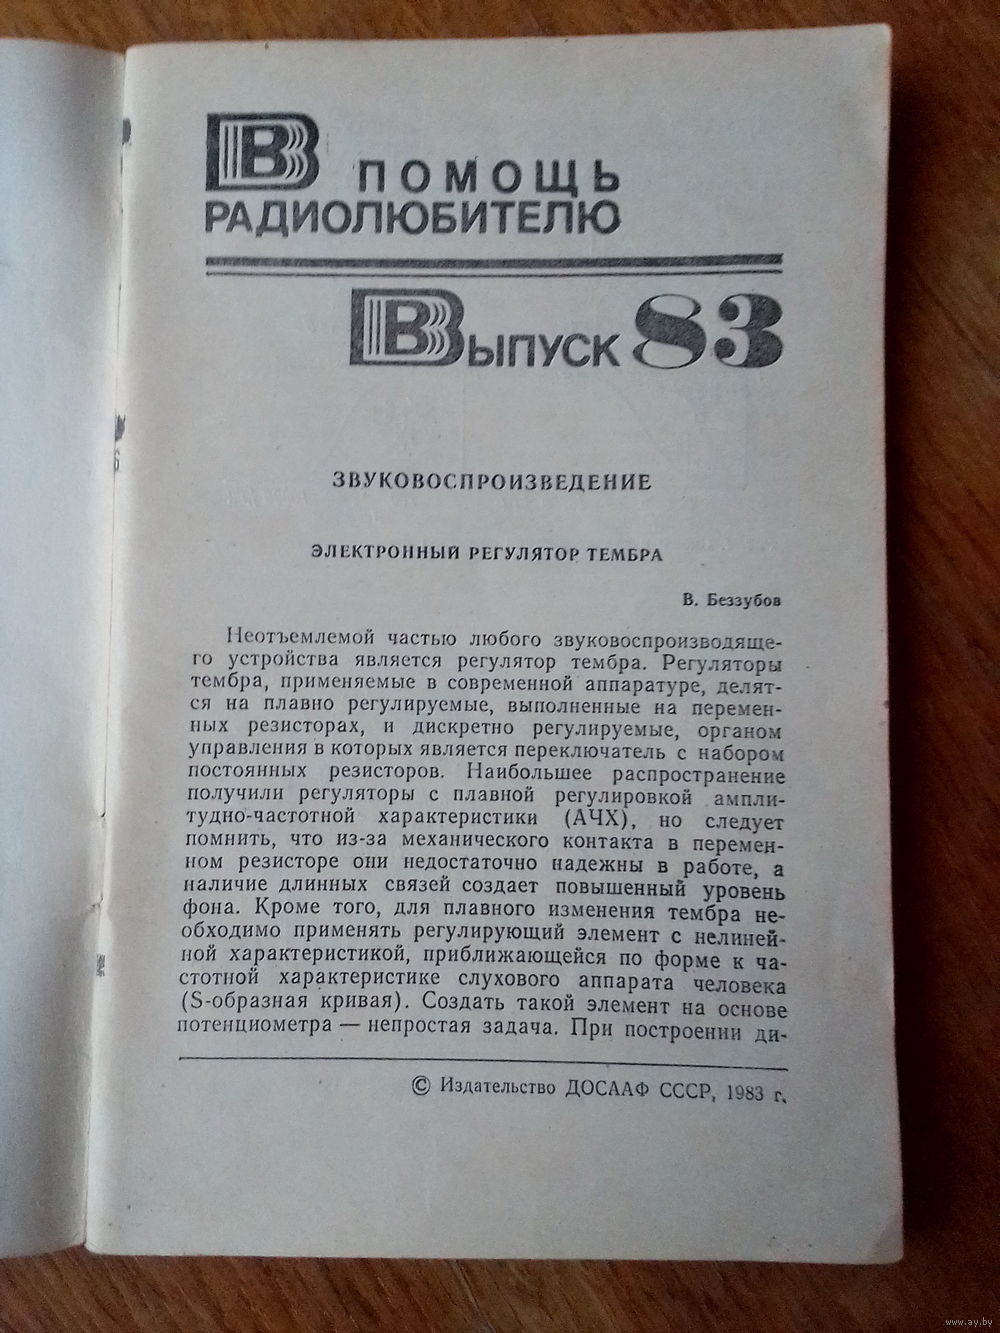 В ПОМОЩЬ
РАДИОЛЮБИТЕЛЮ
Выпуск 83
ЗВУКОВОСПРОИЗВЕДЕНИЕ
ЭЛЕКТРОННЫЙ РЕГУЛЯТОР ТЕМБРА
В. Беззубов
Неотъемлемой частью любого звуковоспроизводяще-
го устройства является регулятор тембра. Регуляторы
тембра, применяемые в современной аппаратуре, делят-
ся на плавно регулируемые, выполненные на перемен-
ных резисторах, и дискретно регулируемые, органом
управления в которых является переключатель с набором
постоянных резисторов. Наибольшее распространение
получили регуляторы с плавной регулировкой ампли-
тудно-частотной характеристики (АЧХ), но следует
помнить, что из-за механического контакта в перемен-
ном резисторе они недостаточно надежны в работе, а
наличие длинных связей создает повышенный уровень
фона. Кроме того, для плавного изменения тембра не-
обходимо применять регулирующий элемент с нелиней-
ной характеристикой, приближающейся по форме к ча-
стотной характеристике слухового аппарата человека
(S-образная кривая). Создать такой элемент на основе
потенциометра — непростая задача. При построении ди-
© Издательство ДОСААФ СССР, 1983 г.
www.ay.by